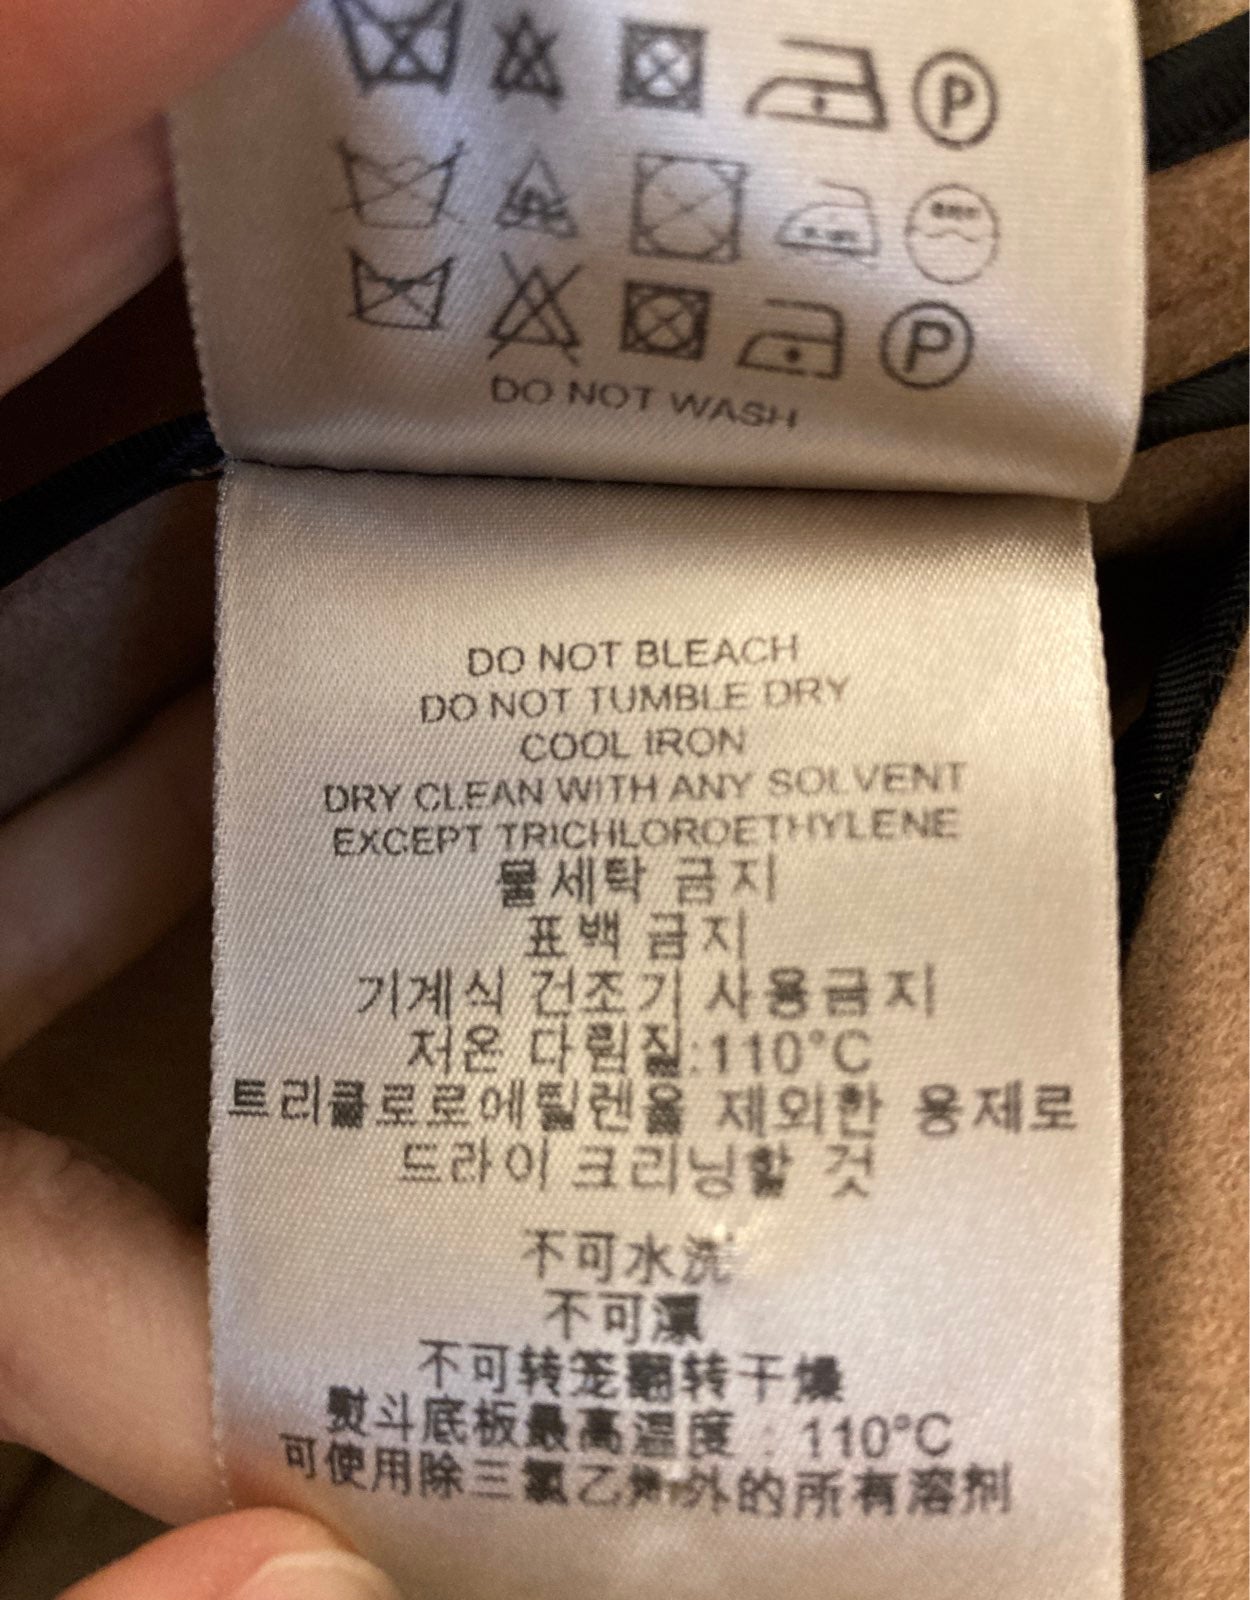 P
P
DO NOT WASH
DO NOT BLEACH
DO NOT TUMBLE DRY
COOL IRON
DRY CLEAN WITH ANY SOLVENT
EXCEPT TRICHLOROETHYLENE
물세탁 금지
표백 금지
기계식 건조기 사용금지
저온 다림질:110°C
트리클로로에틸렌을 제외한 용제로
드라이 크리닝할 것
不可水洗
不可漂
不可转笼翻转干燥
熨斗底板最高温度:110°C
可使用除三氯乙烯外的所有溶剂